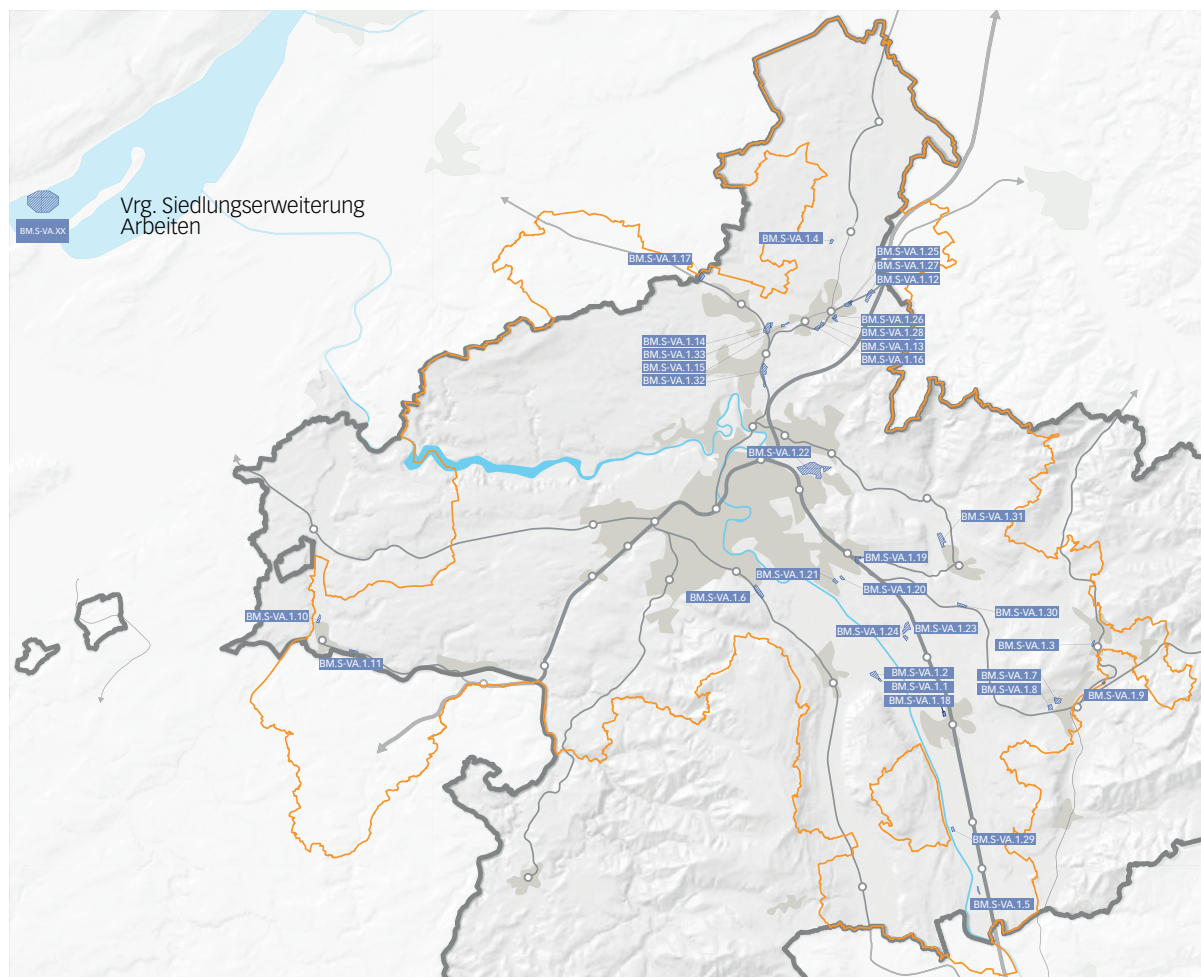 Vrg. Siedlungserweiterung
Arbeiten
BM.S-VA.XX
BM.S-VA.1.4
BM.S-VA.1.17
BM.S-VA.1.25
BM.S-VA.1.27
BM.S-VA.1.12
BM.S-VA.1.26
BM.S-VA.1.28
BM.S-VA.1.13
BM.S-VA.1.16
BM.S-VA.1.14
BM.S-VA.1.33
BM.S-VA.1.15
BM.S-VA.1.32
BM.S-VA.1.22
BM.S-VA.1.31
BM.S-VA.1.19
BM.S-VA.1.21
BM.S-VA.1.20
BM.S-VA.1.6
BM.S-VA.1.30
BM.S-VA.1.10
BM.S-VA.1.24
BM.S-VA.1.23
BM.S-VA.1.3
BM.S-VA.1.11
BM.S-VA.1.2
BM.S-VA.1.1
BM.S-VA.1.18
BM.S-VA.1.7
BM.S-VA.1.8
BM.S-VA.1.9
BM.S-VA.1.29
BM.S-VA.1.5